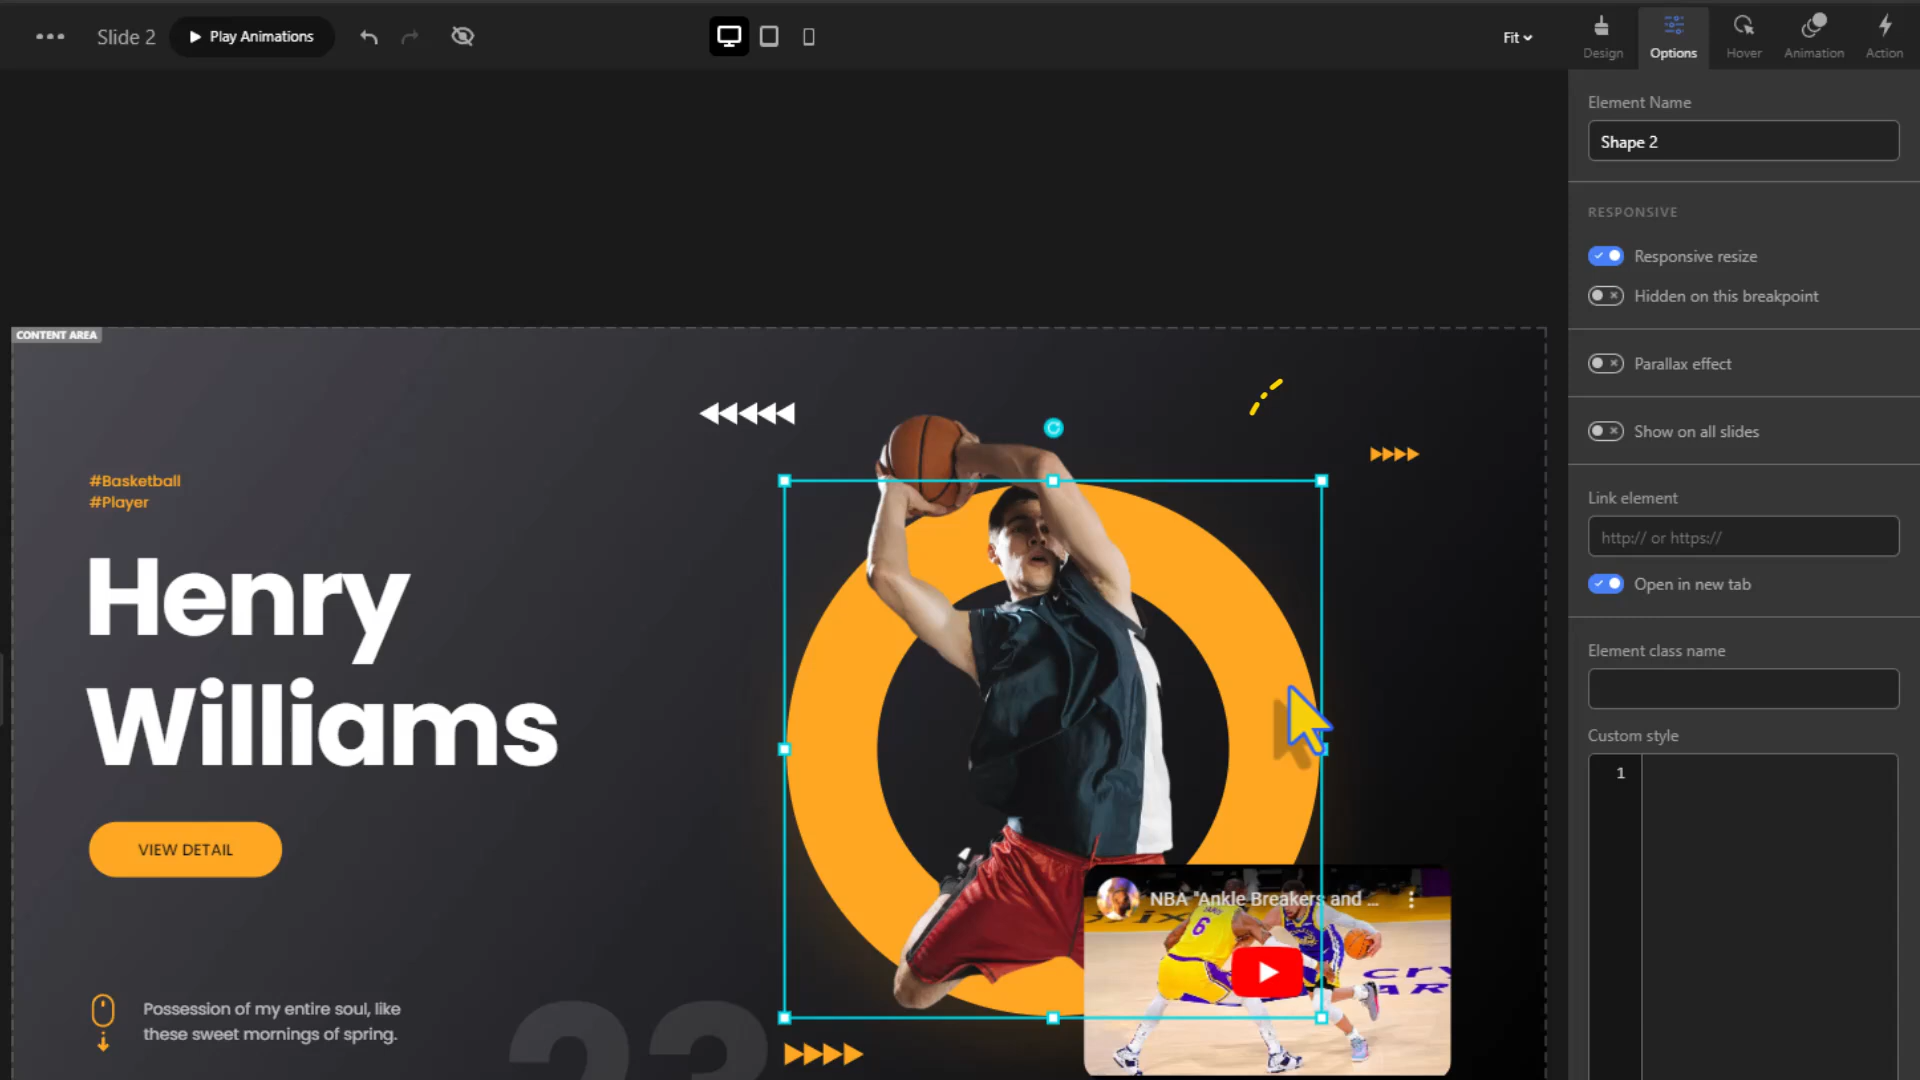 Slide 2
Play Animations
Fit
Design
Options
Hover
Animation
Action
Element Name
Shape 2
RESPONSIVE
Responsive resize
Hidden on this breakpoint
Parallax effect
Show on all slides
Link element
http:// or https://
Open in new tab
Element class name
Custom style
1
CONTENT AREA
#Basketball
#Player
Henry
Williams
VIEW DETAIL
Possession of my entire soul, like
these sweet mornings of spring.
23
NBA "Ankle Breakers and ...
6